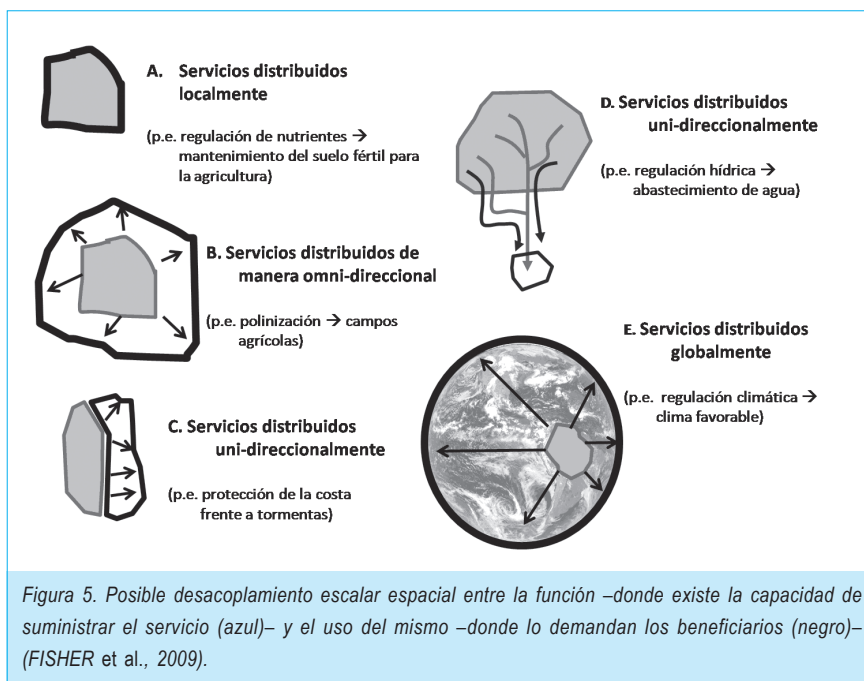 A. Servicios distribuidos
localmente
(p.e. regulación de nutrientes →
mantenimiento del suelo fértil para
la agricultura)
B. Servicios distribuidos de
manera omni-direccional
(p.e. polinización → campos
agrícolas)
C. Servicios distribuidos
uni-direccionalmente
(p.e. protección de la costa
frente a tormentas)
D. Servicios distribuidos
uni-direccionalmente
(p.e. regulación hídrica →
abastecimiento de agua)
E. Servicios distribuidos
globalmente
(p.e. regulación climática →
clima favorable)
Figura 5. Posible desacoplamiento escalar espacial entre la función –donde existe la capacidad de
suministrar el servicio (azul)– y el uso del mismo –donde lo demandan los beneficiarios (negro)–
(FISHER et al., 2009).